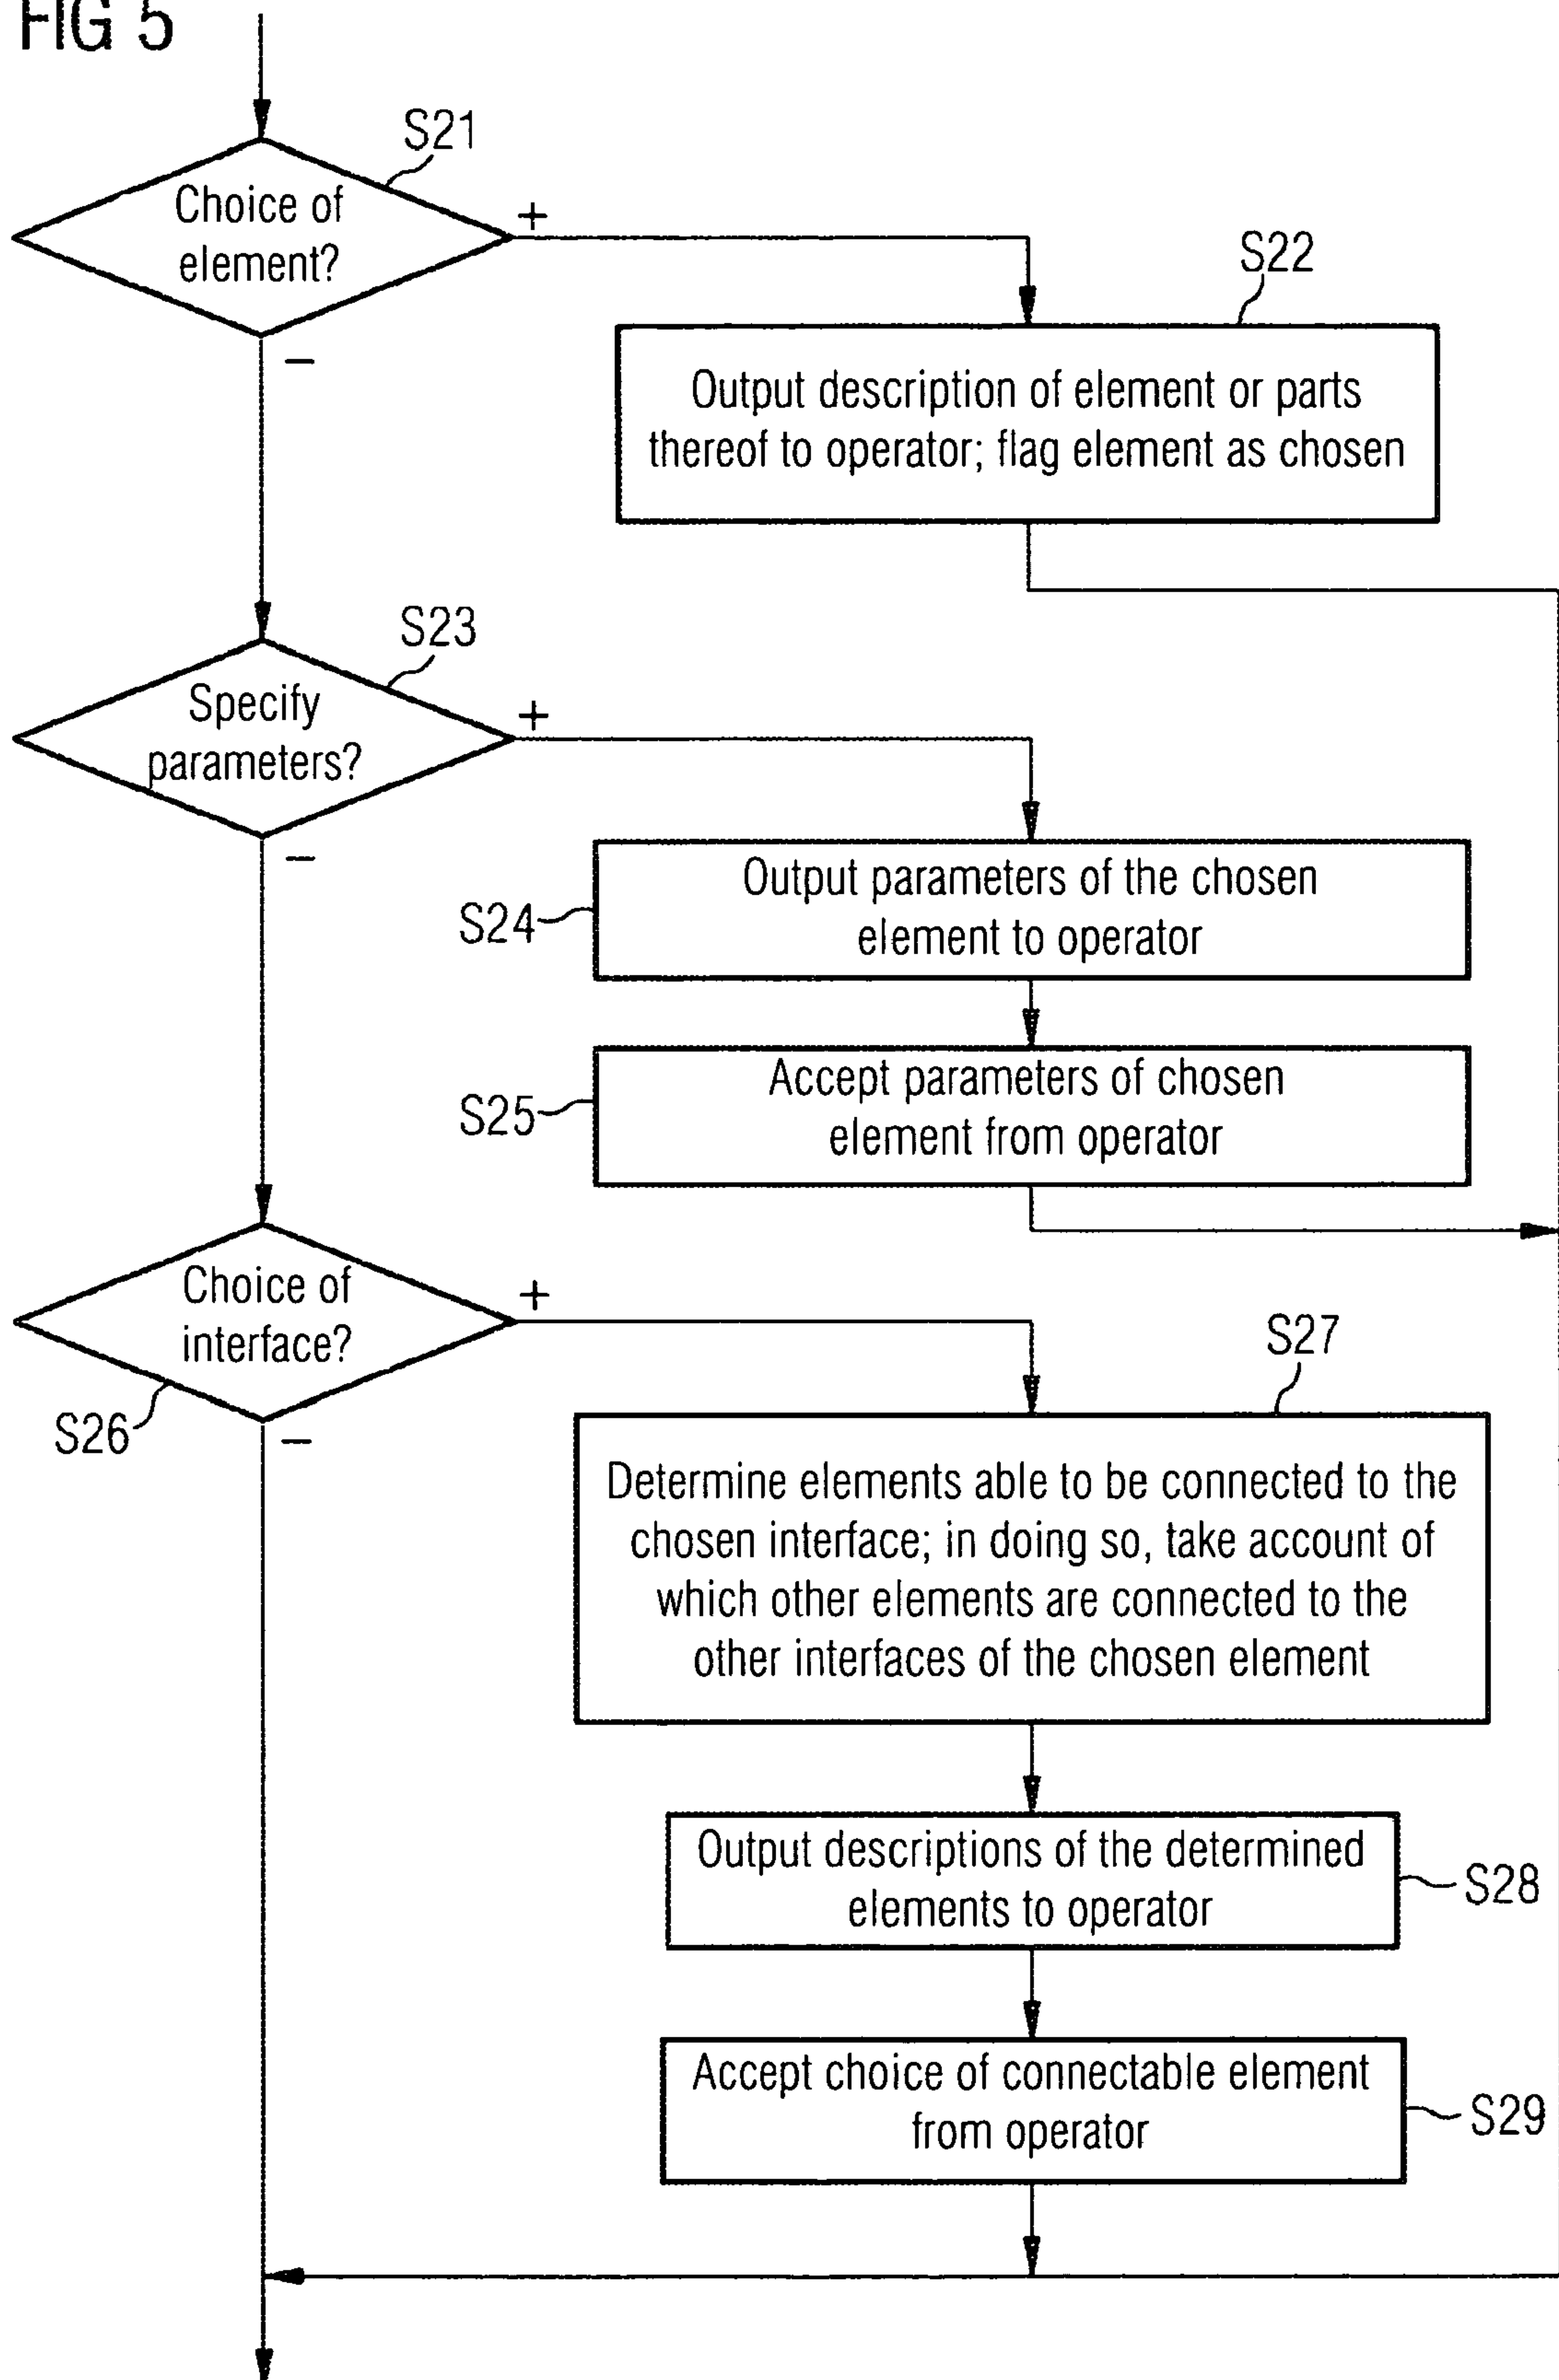 FIG 5
S21
Choice of
element?
+
–
S22
Output description of element or parts
thereof to operator; flag element as chosen
S23
Specify
parameters?
+
–
S24
Output parameters of the chosen
element to operator
S25
Accept parameters of chosen
element from operator
Choice of
interface?
+
S26
–
S27
Determine elements able to be connected to the
chosen interface; in doing so, take account of
which other elements are connected to the
other interfaces of the chosen element
Output descriptions of the determined
elements to operator
S28
Accept choice of connectable element
from operator
S29